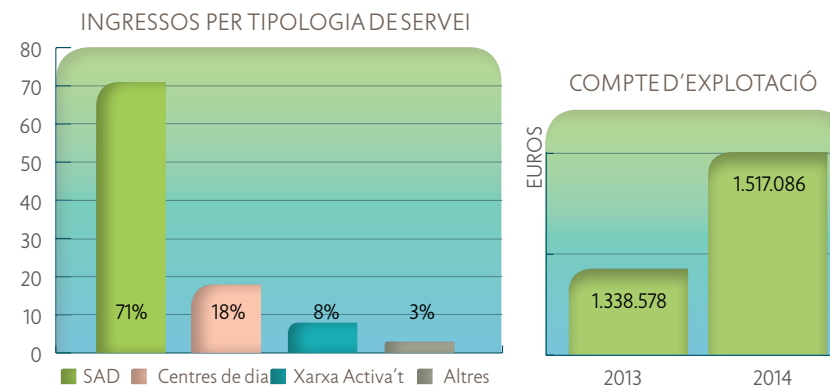 INGRESSOS PER TIPOLOGIA DE SERVEI
80
70
60
50
40
30
20
10
0
71%
18%
8%
3%
SAD
Centres de dia
Xarxa Activa't
Altres
COMPTE D'EXPLOTACIÓ
EUROS
1.338.578
1.517.086
2013
2014